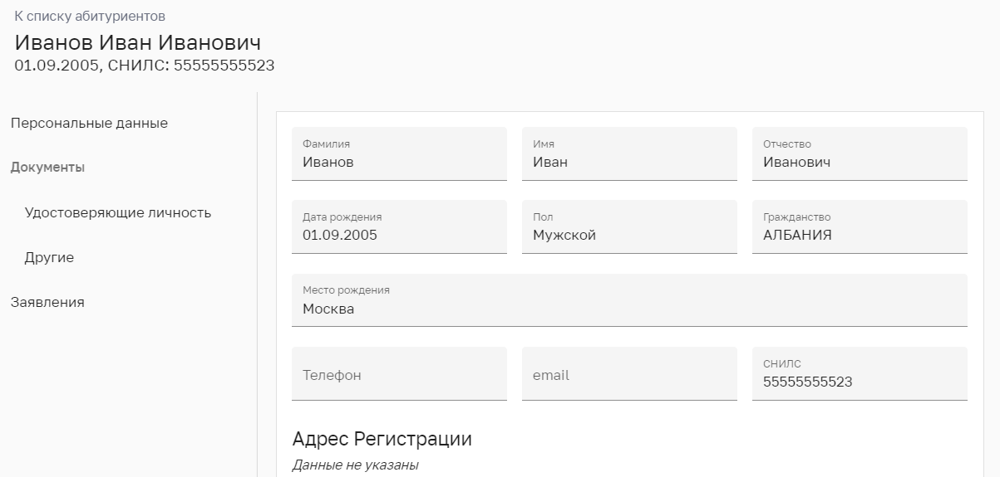 К списку абитуриентов
Иванов Иван Иванович
01.09.2005, СНИЛС: 55555555523
Персональные данные
Документы
Удостоверяющие личность
Другие
Заявления
Фамилия
Иванов
Имя
Иван
Отчество
Иванович
Дата рождения
01.09.2005
Пол
Мужской
Гражданство
АЛБАНИЯ
Место рождения
Москва
Телефон
email
СНИЛС
55555555523
Адрес Регистрации
Данные не указаны